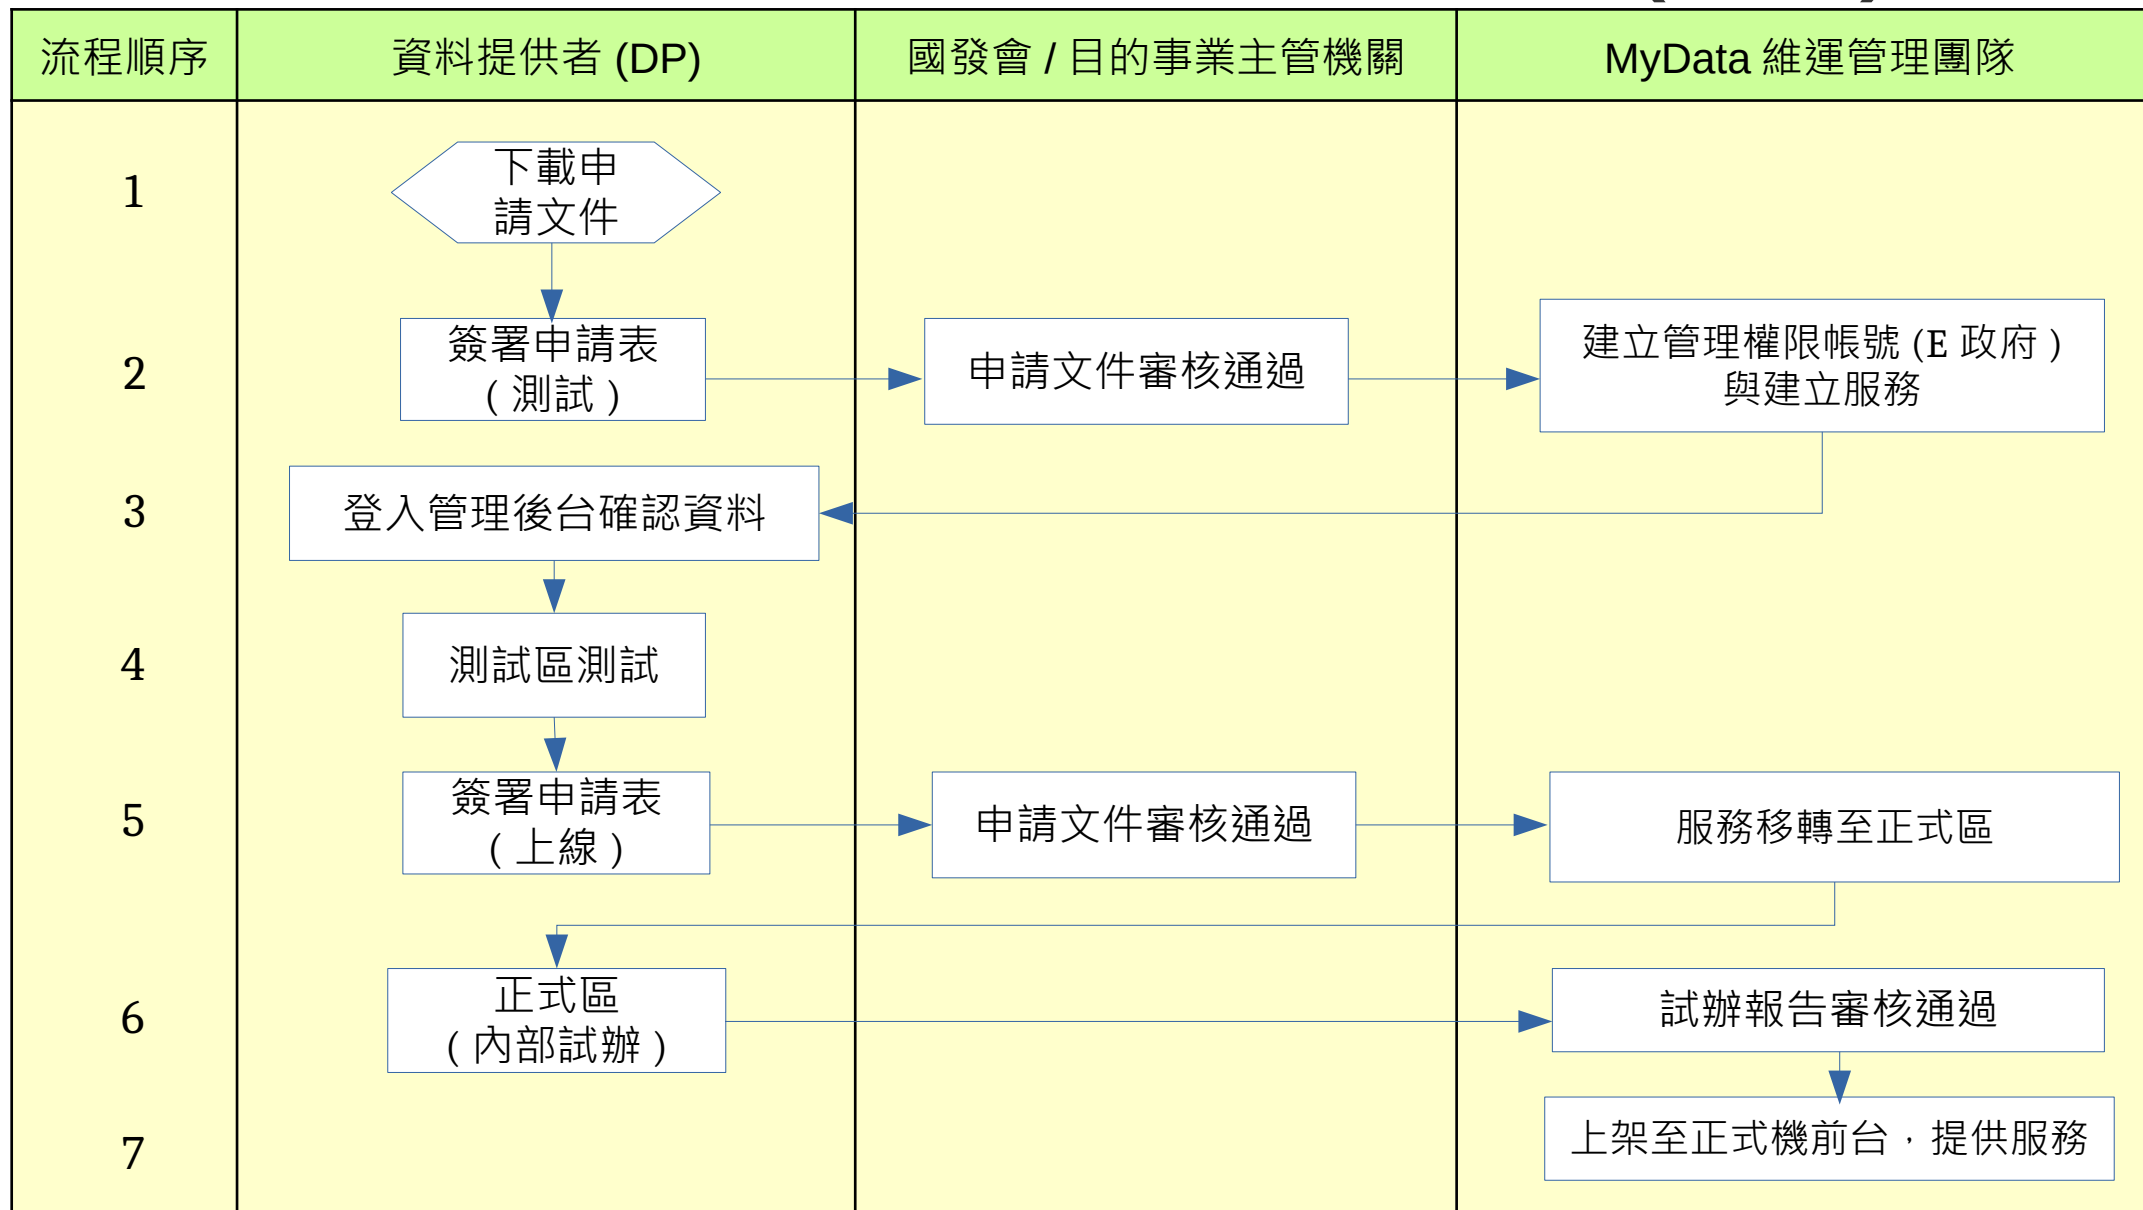 流程順序
資料提供者 (DP)
國發會 / 目的事業主管機關
MyData 維運管理團隊
1
下載申
請文件
2
簽署申請表
( 測試 )
申請文件審核通過
建立管理權限帳號 (E 政府 )
與建立服務
3
登入管理後台確認資料
4
測試區測試
5
簽署申請表
( 上線 )
申請文件審核通過
服務移轉至正式區
6
正式區
( 內部試辦 )
試辦報告審核通過
7
上架至正式機前台，提供服務